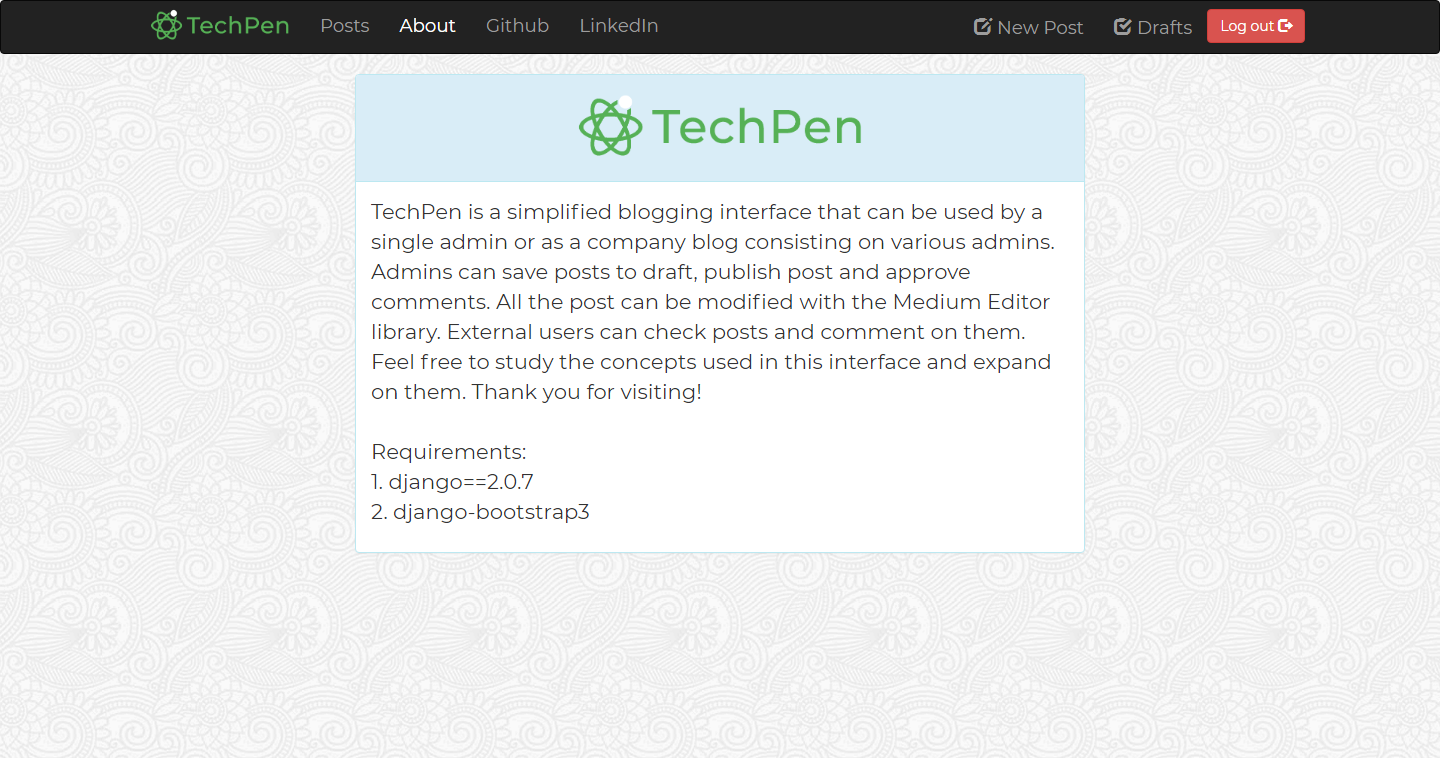 TechPen Posts About Github LinkedIn New Post Drafts Log out
TechPen
TechPen is a simplified blogging interface that can be used by a
single admin or as a company blog consisting on various admins.
Admins can save posts to draft, publish post and approve
comments. All the post can be modified with the Medium Editor
library. External users can check posts and comment on them.
Feel free to study the concepts used in this interface and expand
on them. Thank you for visiting!
Requirements:
1. django==2.0.7
2. django-bootstrap3